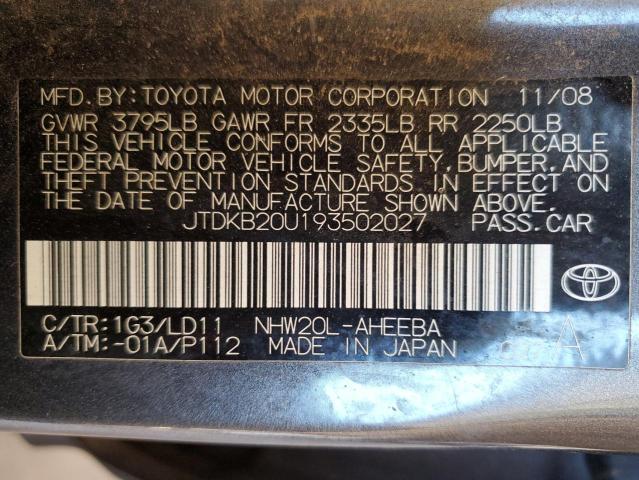 MFD. BY: TOYOTA MOTOR CORPORATION 11/08
GVWR 3795LB GAWR FR 2335LB RR 2250LB
THIS VEHICLE CONFORMS TO ALL APPLICABLE
FEDERAL MOTOR VEHICLE SAFETY, BUMPER, AND
THEFT PREVENTION STANDARDS IN EFFECT ON
THE DATE OF MANUFACTURE SHOWN ABOVE.
JTDKB20U193502027 PASS. CAR
C/TR: 1G3/LD11 NHW20L-AHEEBA
A/TM: -01A/P112 MADE IN JAPAN A